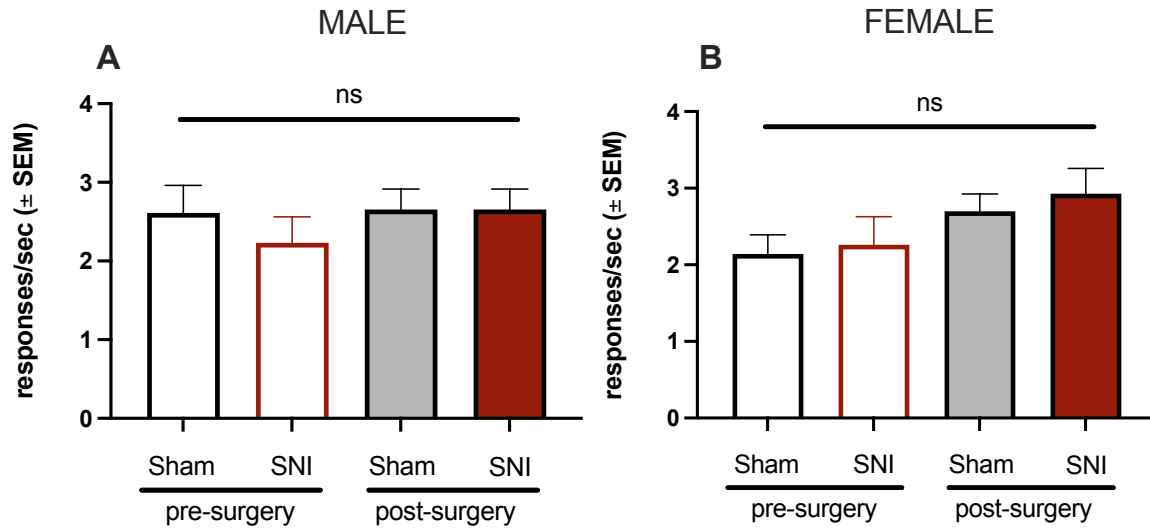 MALE
A
ns
responses/sec (± SEM)
4
3
2
1
0
Sham SNI Sham SNI
pre-surgery post-surgery
FEMALE
B
ns
responses/sec (± SEM)
4
3
2
1
0
Sham SNI Sham SNI
pre-surgery post-surgery